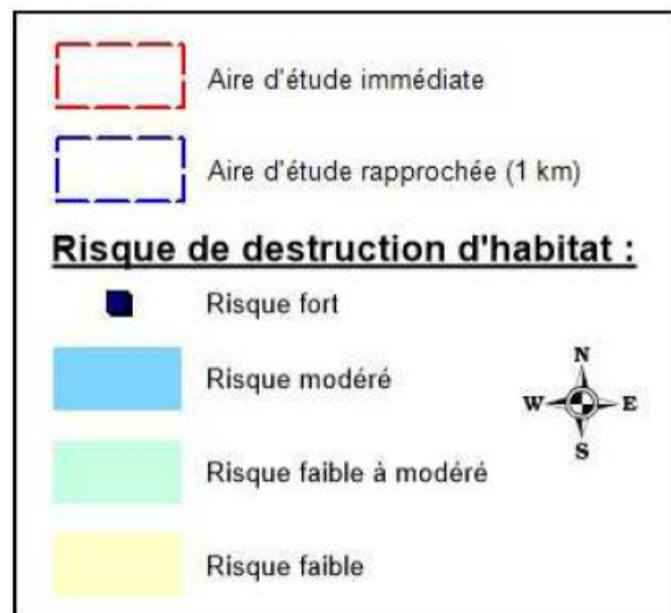 Aire d'étude immédiate
Aire d'étude rapprochée (1 km)
Risque de destruction d'habitat :
Risque fort
Risque modéré
N
W E
S
Risque faible à modéré
Risque faible